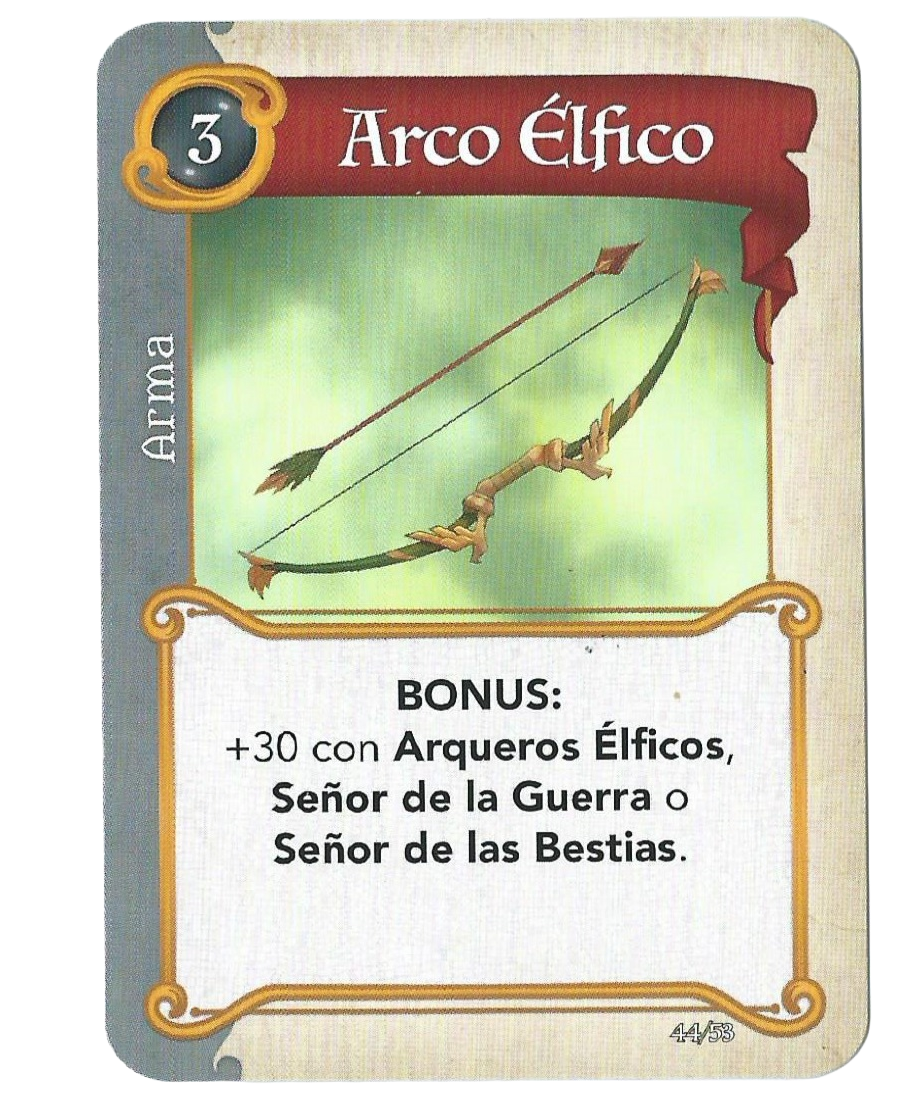 3
Arco Élfico
Arma
BONUS:
+30 con Arqueros Élficos,
Señor de la Guerra o
Señor de las Bestias.
44/53